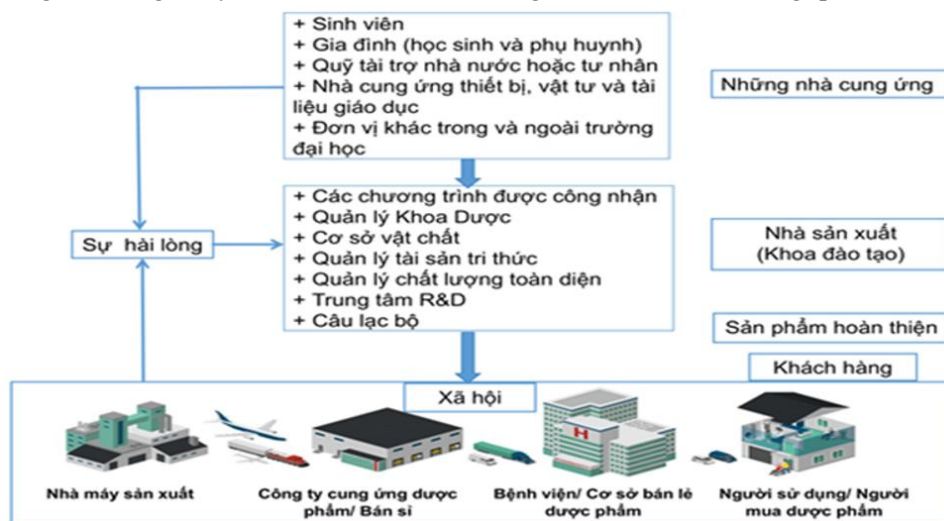 + Sinh viên
+ Gia đình (học sinh và phụ huynh)
+ Quỹ tài trợ nhà nước hoặc tư nhân
+ Nhà cung ứng thiết bị, vật tư và tài
liệu giáo dục
+ Đơn vị khác trong và ngoài trường
đại học
Những nhà cung ứng
+ Các chương trình được công nhận
+ Quản lý Khoa Dược
+ Cơ sở vật chất
+ Quản lý tài sản tri thức
+ Quản lý chất lượng toàn diện
+ Trung tâm R&D
+ Câu lạc bộ
Sự hài lòng
Nhà sản xuất
(Khoa đào tạo)
Sản phẩm hoàn thiện
Khách hàng
Xã hội
H
Nhà máy sản xuất
Công ty cung ứng dược
phẩm/ Bán sỉ
Bệnh viện/ Cơ sở bán lẻ
dược phẩm
Người sử dụng/ Người
mua dược phẩm